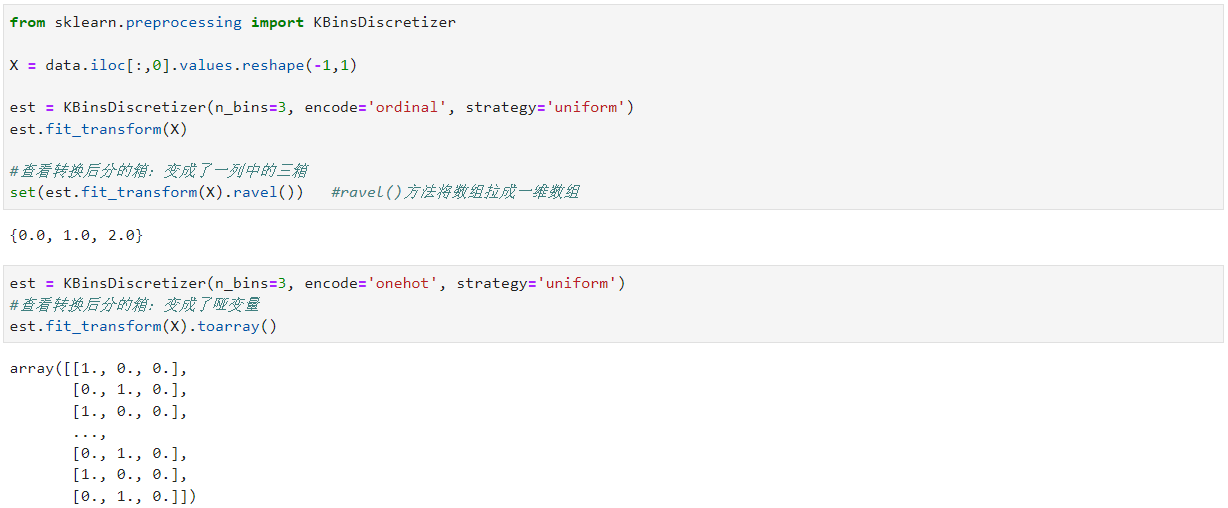 from sklearn.preprocessing import KBinsDiscretizer
X = data.iloc[:,0].values.reshape(-1,1)
est = KBinsDiscretizer(n_bins=3, encode='ordinal', strategy='uniform')
est.fit_transform(X)
#查看转换后分的箱：变成了一列中的三箱
set(est.fit_transform(X).ravel())   #ravel()方法将数组拉成一维数组
{0.0, 1.0, 2.0}
est = KBinsDiscretizer(n_bins=3, encode='onehot', strategy='uniform')
#查看转换后分的箱：变成了哑变量
est.fit_transform(X).toarray()
array([[1., 0., 0.],
       [0., 1., 0.],
       [1., 0., 0.],
       ...,
       [0., 1., 0.],
       [1., 0., 0.],
       [0., 1., 0.]])